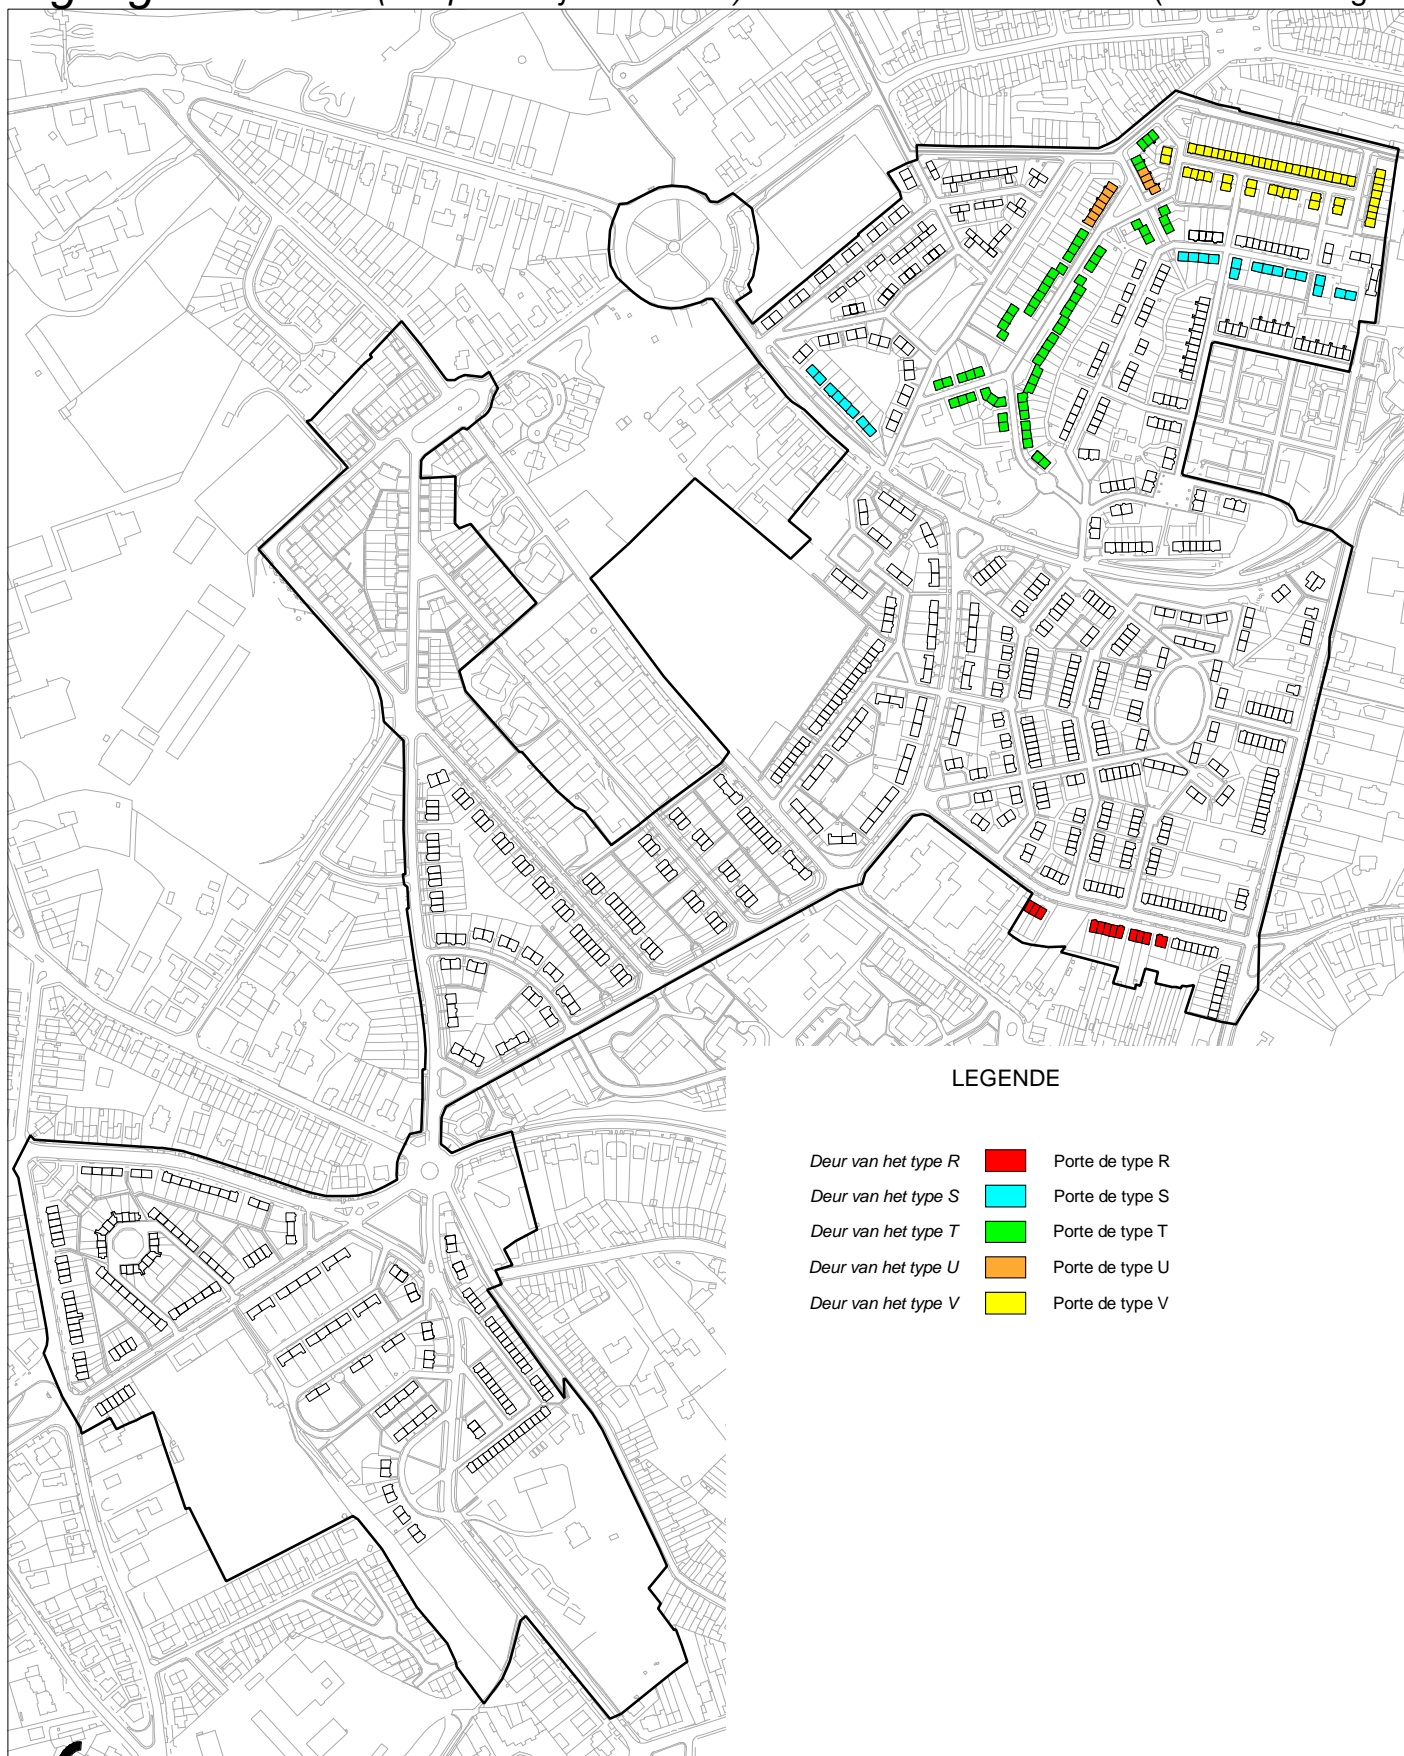 LEGENDE
Deur van het type R Porte de type R
Deur van het type S Porte de type S
Deur van het type T Porte de type T
Deur van het type U Porte de type U
Deur van het type V Porte de type V